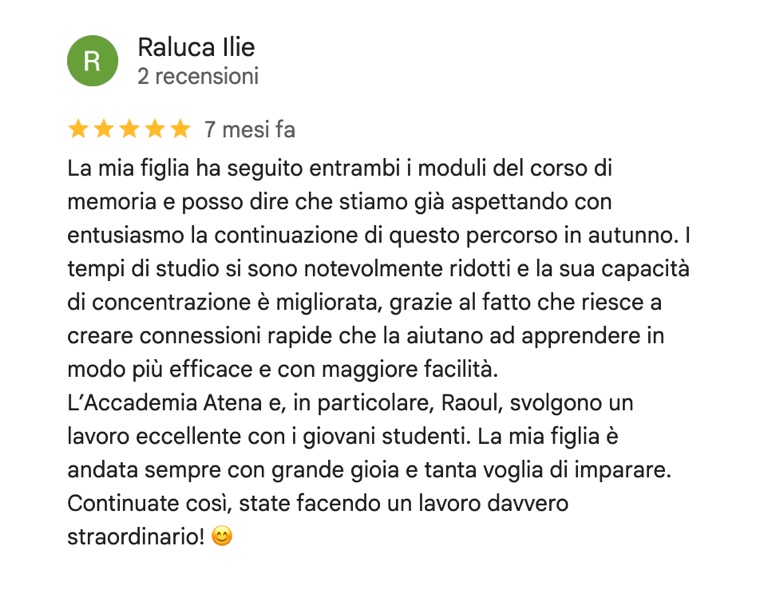 R
Raluca Ilie
2 recensioni
7 mesi fa
La mia figlia ha seguito entrambi i moduli del corso di
memoria e posso dire che stiamo già aspettando con
entusiasmo la continuazione di questo percorso in autunno. I
tempi di studio si sono notevolmente ridotti e la sua capacità
di concentrazione è migliorata, grazie al fatto che riesce a
creare connessioni rapide che la aiutano ad apprendere in
modo più efficace e con maggiore facilità.
L’Accademia Atena e, in particolare, Raoul, svolgono un
lavoro eccellente con i giovani studenti. La mia figlia è
andata sempre con grande gioia e tanta voglia di imparare.
Continuate così, state facendo un lavoro davvero
straordinario! 😊